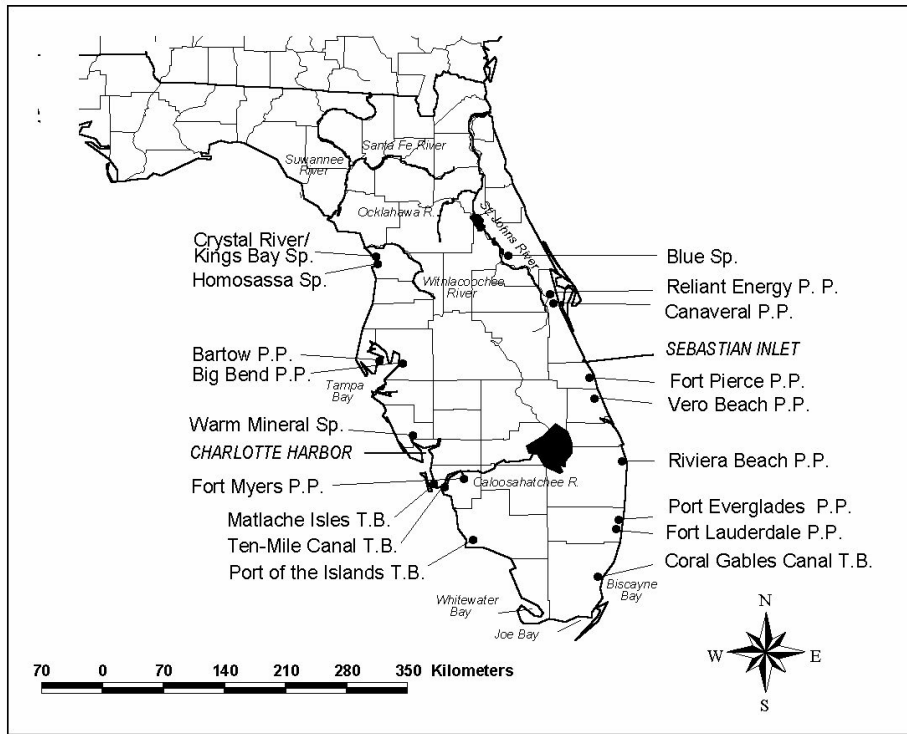 Suwannee
River
Santa Fe River
Ocklahawa R.
St. Johns River
Crystal River/
Kings Bay Sp.
Homosassa Sp.
Withlacoochee
River
Blue Sp.
Reliant Energy P. P.
Canaveral P.P.
SEBASTIAN INLET
Bartow P.P.
Big Bend P.P.
Tampa
Bay
Fort Pierce P.P.
Vero Beach P.P.
Warm Mineral Sp.
CHARLOTTE HARBOR
Riviera Beach P.P.
Fort Myers P.P.
Caloosahatchee R.
Matlache Isles T.B.
Ten-Mile Canal T.B.
Port of the Islands T.B.
Port Everglades P.P.
Fort Lauderdale P.P.
Coral Gables Canal T.B.
Biscayne
Bay
Whitewater
Bay
Joe Bay
N
W E
S
70 0 70 140 210 280 350 Kilometers